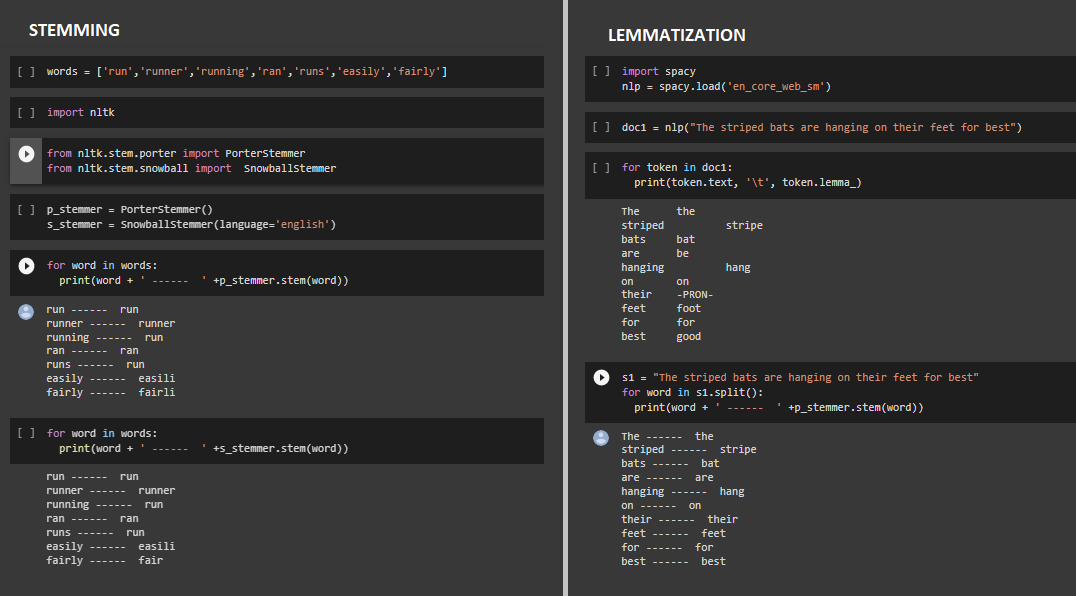 STEMMING
[ ] words = ['run','runner','running','ran','runs','easily','fairly']
[ ] import nltk
from nltk.stem.porter import PorterStemmer
from nltk.stem.snowball import  SnowballStemmer
[ ] p_stemmer = PorterStemmer()
s_stemmer = SnowballStemmer(language='english')
for word in words:
  print(word + ' ------  ' +p_stemmer.stem(word))
run ------  run
runner ------  runner
running ------  run
ran ------  ran
runs ------  run
easily ------  easili
fairly ------  fairli
[ ] for word in words:
  print(word + ' ------  ' +s_stemmer.stem(word))
run ------  run
runner ------  runner
running ------  run
ran ------  ran
runs ------  run
easily ------  easili
fairly ------  fair
LEMMATIZATION
[ ] import spacy
nlp = spacy.load('en_core_web_sm')
[ ] doc1 = nlp("The striped bats are hanging on their feet for best")
[ ] for token in doc1:
  print(token.text, '\t', token.lemma_)
The      the
striped          stripe
bats     bat
are      be
hanging          hang
on       on
their    -PRON-
feet     foot
for      for
best     good
s1 = "The striped bats are hanging on their feet for best"
for word in s1.split():
  print(word + ' ------  ' +p_stemmer.stem(word))
The ------  the
striped ------  stripe
bats ------  bat
are ------  are
hanging ------  hang
on ------  on
their ------  their
feet ------  feet
for ------  for
best ------  best